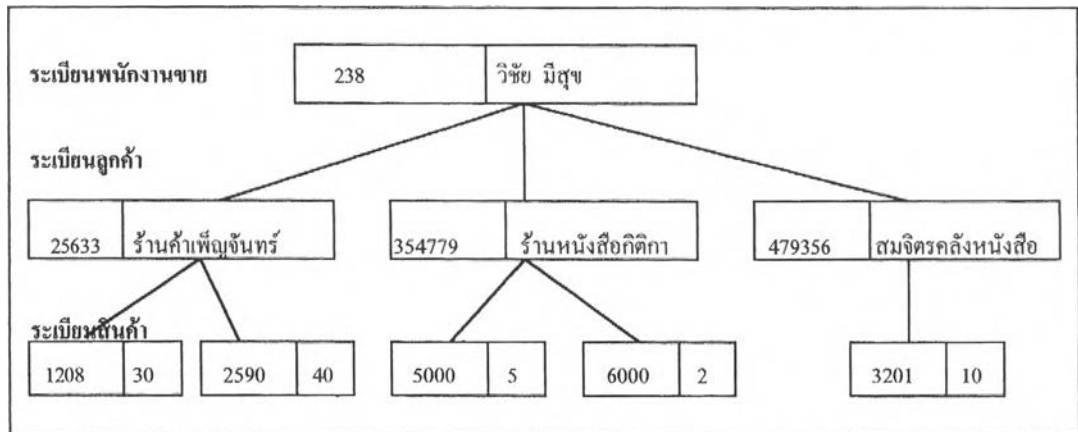 ระเบียนพนักงานขาย 238 วิชัย มีสุข
ระเบียนลูกค้า
25633 ร้านค้าเพ็ญจันทร์ 354779 ร้านหนังสือกิติกา 479356 สมจิตรคลังหนังสือ
ระเบียนสินค้า
1208 30 2590 40 5000 5 6000 2 3201 10